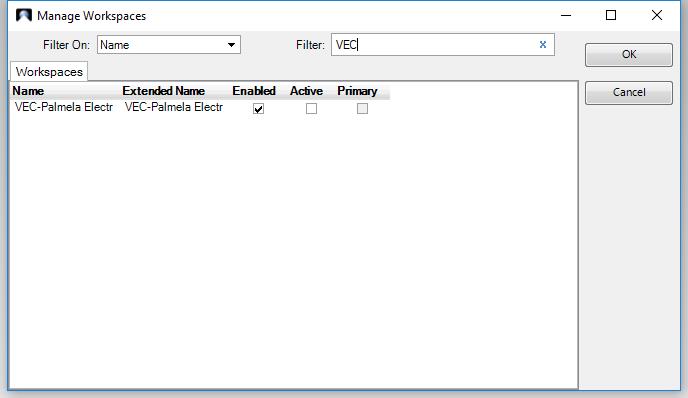 Manage Workspaces
Filter On: Name Filter: VEC x
OK
Workspaces
Cancel
Name Extended Name Enabled Active Primary
VEC-Palmela Electr VEC-Palmela Electr